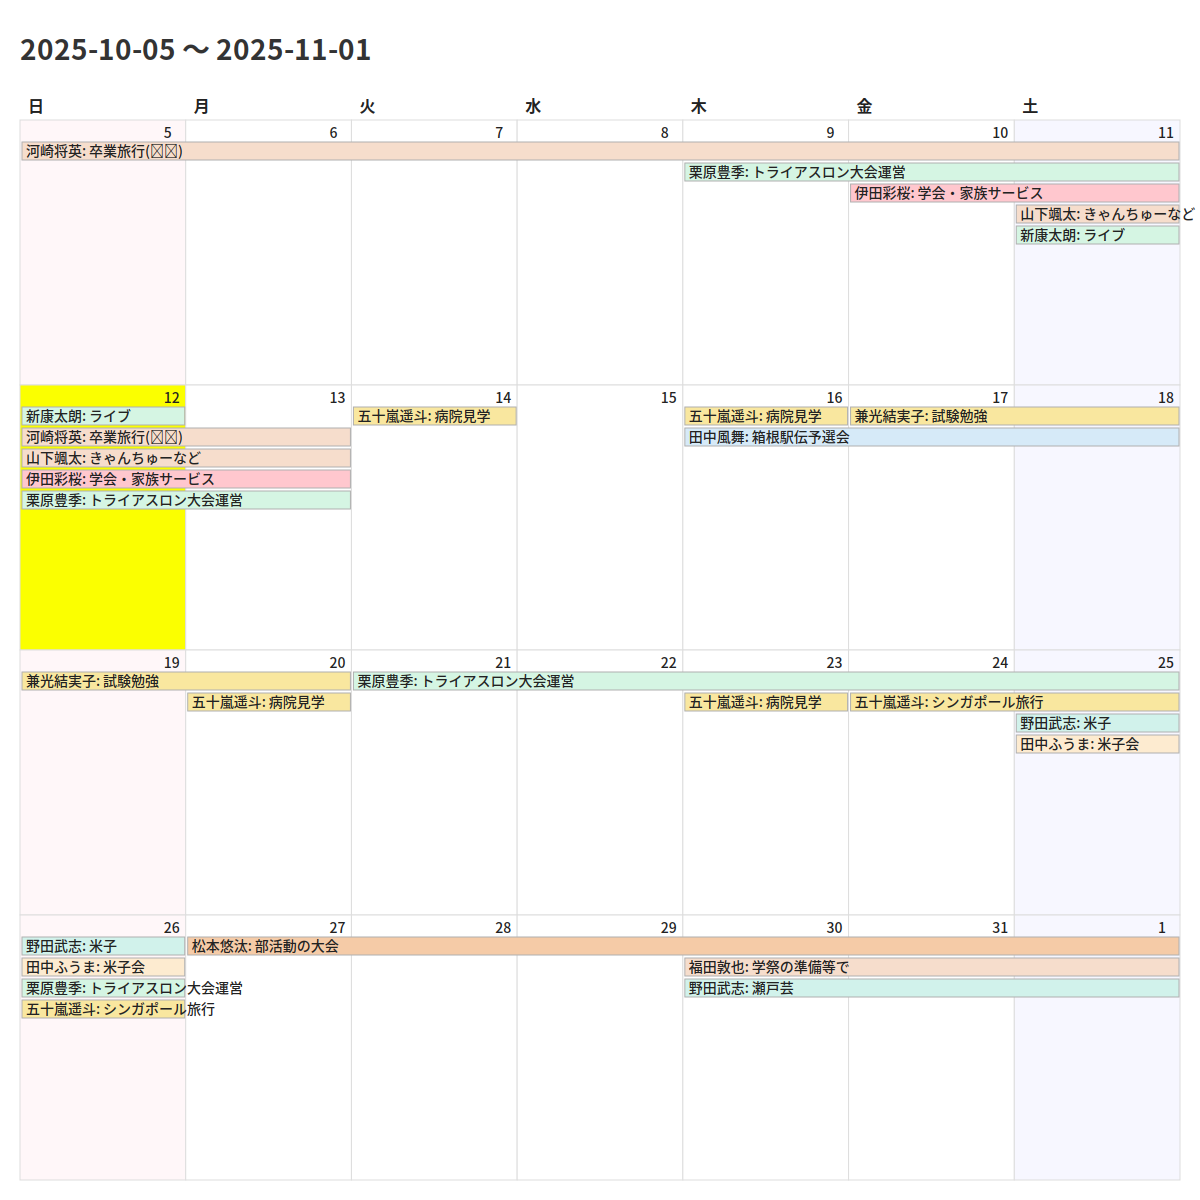 2025-10-05 〜 2025-11-01
日 月 火 水 木 金 土
5 6 7 8 9 10 11
河崎将英: 卒業旅行(☒☒)
栗原豊季: トライアスロン大会運営
伊田彩桜: 学会・家族サービス
山下颯太: きゃんちゅーなど
新康太朗: ライブ
12 13 14 15 16 17 18
新康太朗: ライブ 五十嵐遥斗: 病院見学 五十嵐遥斗: 病院見学 兼光結実子: 試験勉強
河崎将英: 卒業旅行(☒☒) 田中風舞: 箱根駅伝予選会
山下颯太: きゃんちゅーなど
伊田彩桜: 学会・家族サービス
栗原豊季: トライアスロン大会運営
19 20 21 22 23 24 25
兼光結実子: 試験勉強 栗原豊季: トライアスロン大会運営
五十嵐遥斗: 病院見学 五十嵐遥斗: 病院見学 五十嵐遥斗: シンガポール旅行
野田武志: 米子
田中ふうま: 米子会
26 27 28 29 30 31 1
野田武志: 米子 松本悠汰: 部活動の大会
田中ふうま: 米子会 福田敦也: 学祭の準備等で
栗原豊季: トライアスロン大会運営 野田武志: 瀬戸芸
五十嵐遥斗: シンガポール旅行